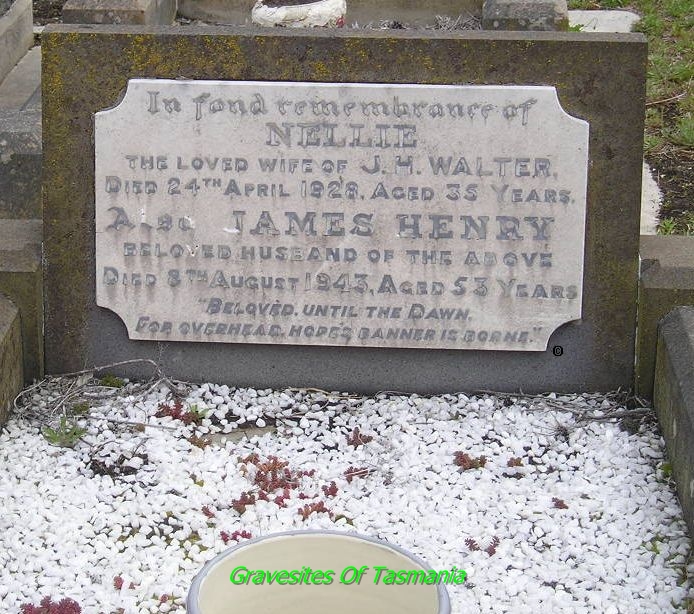 In fond remembrance of
NELLIE
THE LOVED WIFE OF J. H. WALTER,
DIED 24TH APRIL 1928, AGED 35 YEARS.
ALSO JAMES HENRY
BELOVED HUSBAND OF THE ABOVE
DIED 8TH AUGUST 1943, AGED 53 YEARS
"BELOVED, UNTIL THE DAWN,
FOR OVERHEAD, HOPE'S BANNER IS BORNE."
Gravesites Of Tasmania